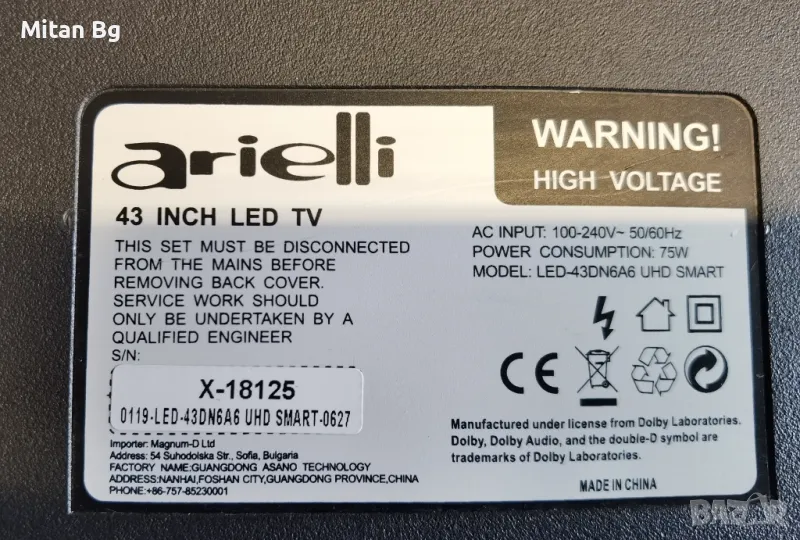 Mitan Bg
arielli
WARNING!
HIGH VOLTAGE
43 INCH LED TV
THIS SET MUST BE DISCONNECTED
FROM THE MAINS BEFORE
REMOVING BACK COVER.
SERVICE WORK SHOULD
ONLY BE UNDERTAKEN BY A
QUALIFIED ENGINEER
S/N:
X-18125
0119-LED-43DN6A6 UHD SMART-0627
Importer: Magnum-D Ltd
Address: 54 Suhodolska Str., Sofia, Bulgaria
FACTORY NAME:GUANGDONG ASANO TECHNOLOGY
ADDRESS:NANHAI,FOSHAN CITY,GUANGDONG PROVINCE,CHINA
PHONE:+86-757-85230001
AC INPUT: 100-240V~ 50/60Hz
POWER CONSUMPTION: 75W
MODEL: LED-43DN6A6 UHD SMART
CE
Manufactured under license from Dolby Laboratories.
Dolby, Dolby Audio, and the double-D symbol are
trademarks of Dolby Laboratories.
MADE IN CHINA
BAZAR